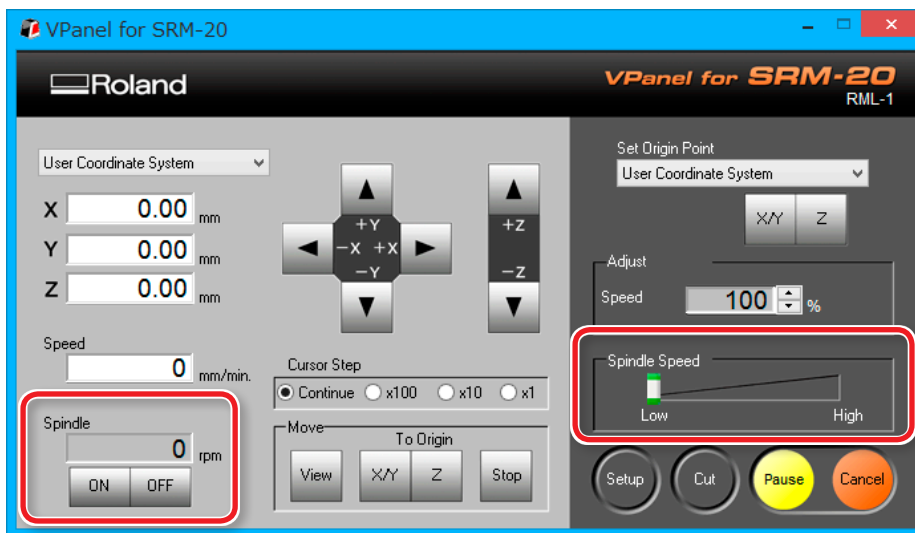 VPanel for SRM-20
Roland
VPanel for SRM-20
RML-1
User Coordinate System
X 0.00 mm
Y 0.00 mm
Z 0.00 mm
Speed
0 mm/min.
Spindle
0 rpm
ON OFF
+Y
-X +X
-Y
+Z
-Z
Cursor Step
Continue x100 x10 x1
Move
To Origin
View X/Y Z Stop
Set Origin Point
User Coordinate System
X/Y Z
Adjust
Speed 100 %
Spindle Speed
Low High
Setup Cut Pause Cancel